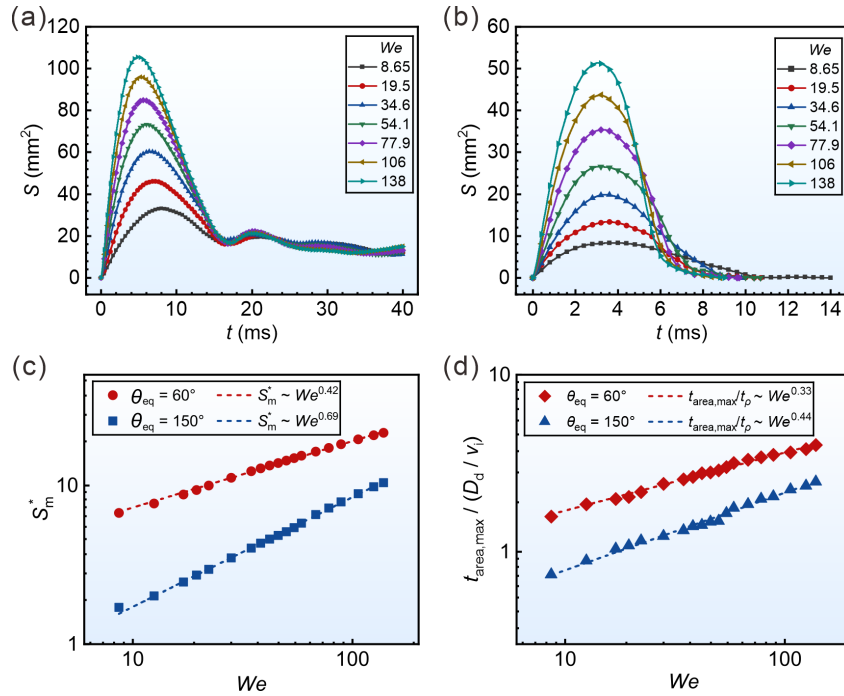 (a)
120
100
80
60
40
20
0
S (mm²)
0 10 20 30 40
t (ms)
We
8.65
19.5
34.6
54.1
77.9
106
138
(b)
60
50
40
30
20
10
0
S (mm²)
0 2 4 6 8 10 12 14
t (ms)
We
8.65
19.5
34.6
54.1
77.9
106
138
(c)
θeq = 60° S*m ~ We^0.42
θeq = 150° S*m ~ We^0.69
10
1
S*m
10 100
We
(d)
θeq = 60° tarea,max/tρ ~ We^0.33
θeq = 150° tarea,max/tρ ~ We^0.44
10
1
tarea,max / (Dd / vi)
10 100
We